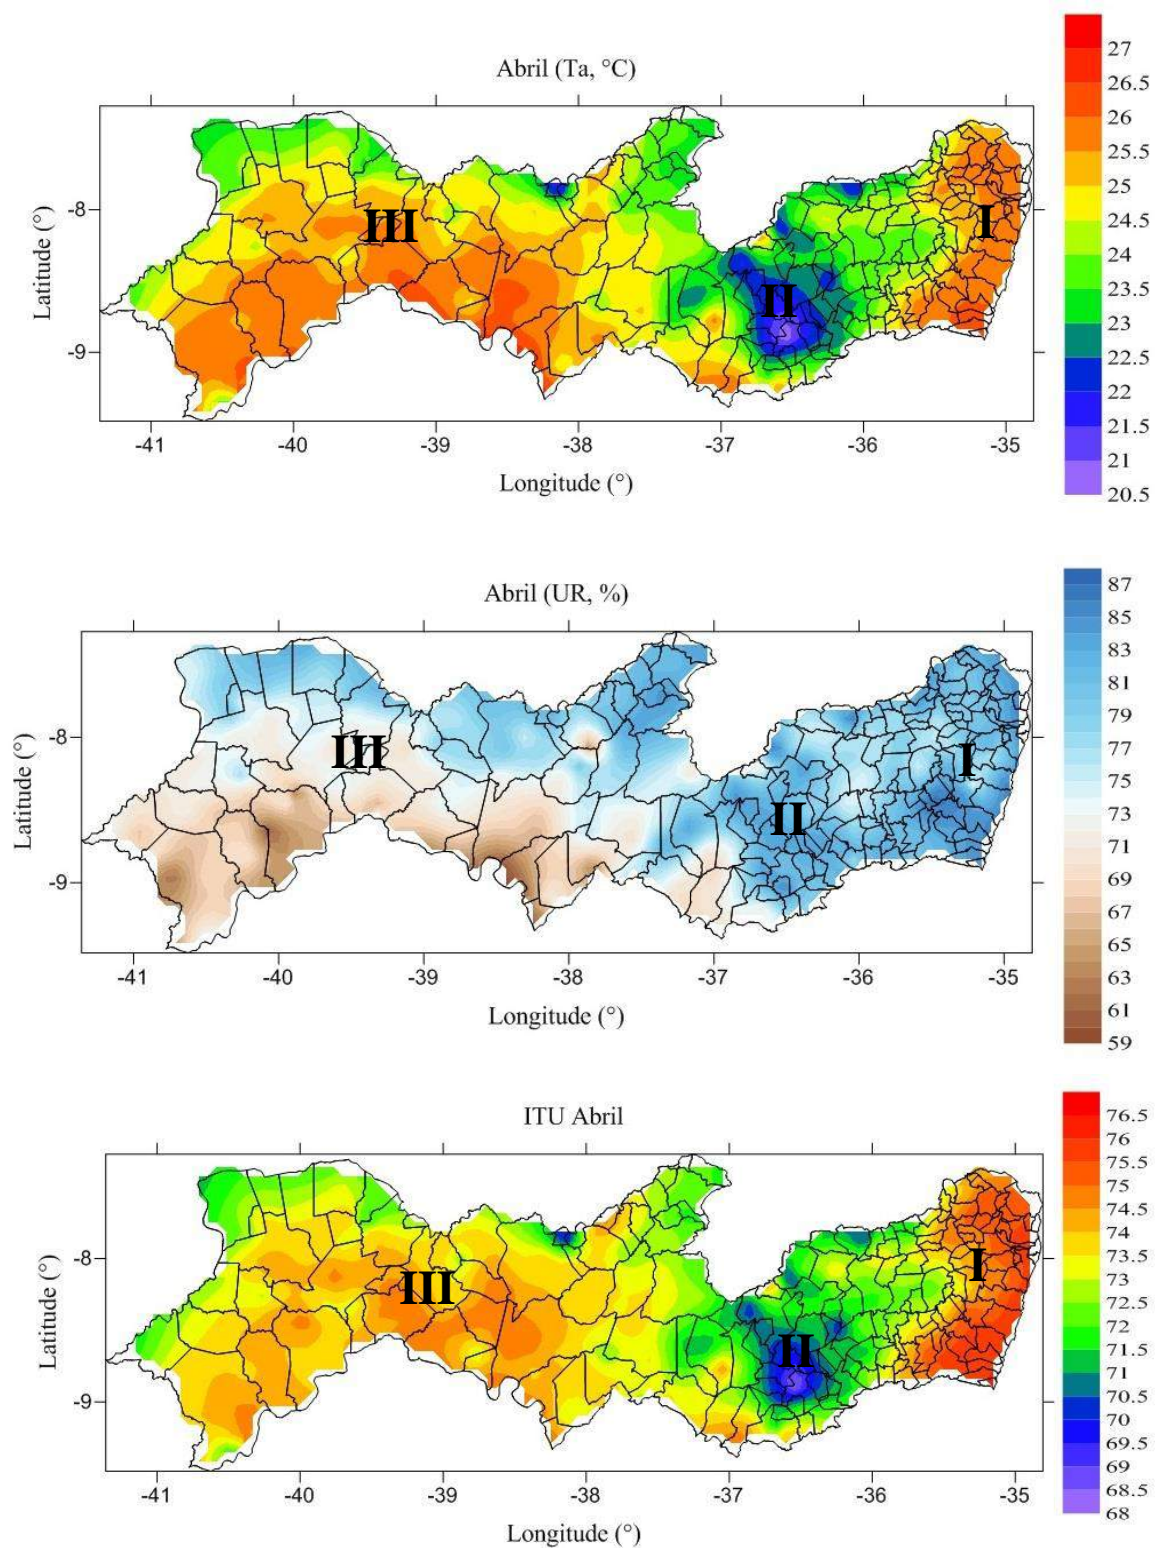 Abril (Ta, °C)
27
26.5
26
25.5
25
24.5
24
23.5
23
22.5
22
21.5
21
20.5
Latitude (°)
-8
-9
III
II
I
-41 -40 -39 -38 -37 -36 -35
Longitude (°)
Abril (UR, %)
87
85
83
81
79
77
75
73
71
69
67
65
63
61
59
Latitude (°)
-8
-9
III
II
I
-41 -40 -39 -38 -37 -36 -35
Longitude (°)
ITU Abril
76.5
76
75.5
75
74.5
74
73.5
73
72.5
72
71.5
71
70.5
70
69.5
69
68.5
68
Latitude (°)
-8
-9
III
II
I
-41 -40 -39 -38 -37 -36 -35
Longitude (°)